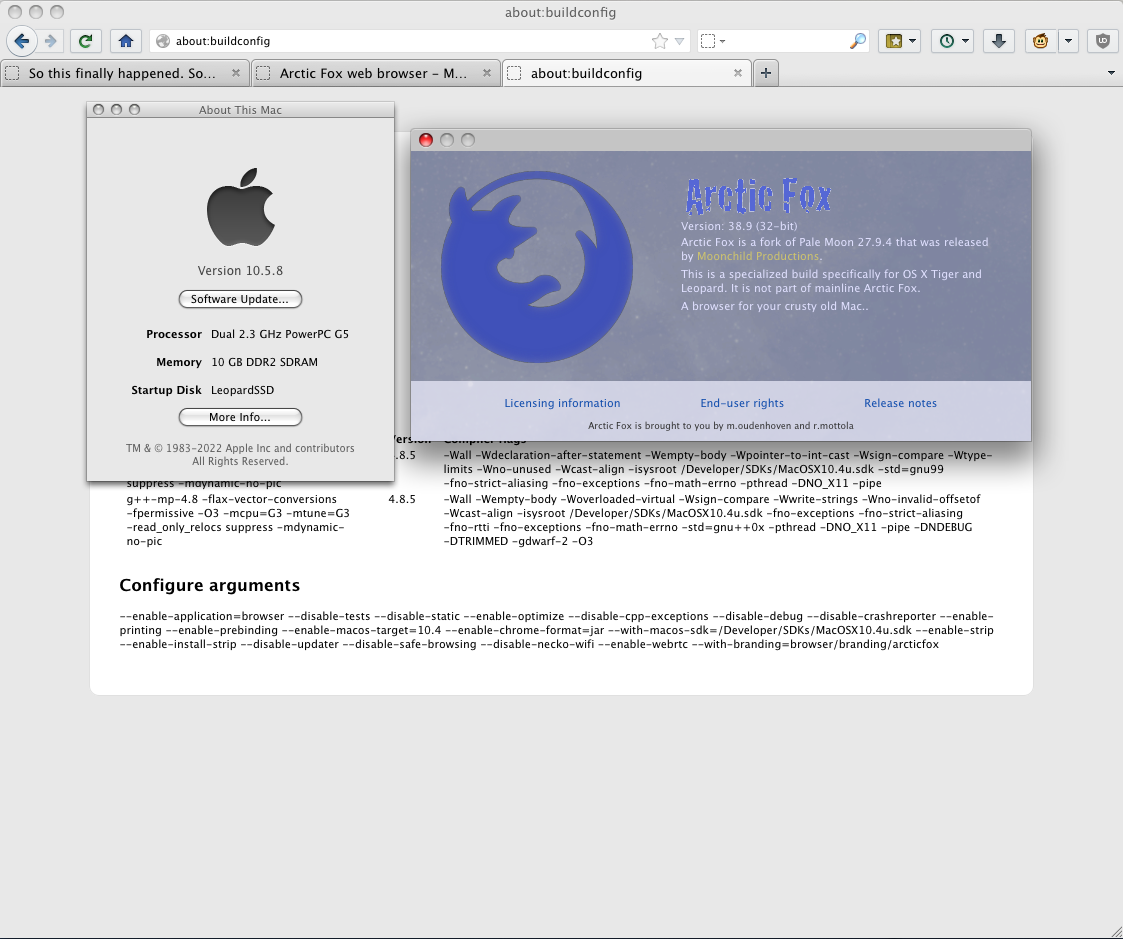 about:buildconfig
about:buildconfig
So this finally happened. So...
Arctic Fox web browser – M...
about:buildconfig
About This Mac
Version 10.5.8
Software Update...
Processor Dual 2.3 GHz PowerPC G5
Memory 10 GB DDR2 SDRAM
Startup Disk LeopardSSD
More Info...
TM & © 1983-2022 Apple Inc and contributors
All Rights Reserved.
Arctic Fox
Version: 38.9 (32-bit)
Arctic Fox is a fork of Pale Moon 27.9.4 that was released
by Moonchild Productions.
This is a specialized build specifically for OS X Tiger and
Leopard. It is not part of mainline Arctic Fox.
A browser for your crusty old Mac..
Licensing information
End-user rights
Release notes
Arctic Fox is brought to you by m.oudenhoven and r.mottola
Compiler flags
.8.5
-Wall -Wdeclaration-after-statement -Wempty-body -Wpointer-to-int-cast -Wsign-compare -Wtype-
limits -Wno-unused -Wcast-align -isysroot /Developer/SDKs/MacOSX10.4u.sdk -std=gnu99
-fno-strict-aliasing -fno-exceptions -fno-math-errno -pthread -DNO_X11 -pipe
suppress -mdynamic-no-pic
g++-mp-4.8 -flax-vector-conversions
-fpermissive -O3 -mcpu=G3 -mtune=G3
-read_only_relocs suppress -mdynamic-
no-pic
4.8.5
-Wall -Wempty-body -Woverloaded-virtual -Wsign-compare -Wwrite-strings -Wno-invalid-offsetof
-Wcast-align -isysroot /Developer/SDKs/MacOSX10.4u.sdk -fno-exceptions -fno-strict-aliasing
-fno-rtti -fno-exceptions -fno-math-errno -std=gnu++0x -pthread -DNO_X11 -pipe -DNDEBUG
-DTRIMMED -gdwarf-2 -O3
Configure arguments
--enable-application=browser --disable-tests --disable-static --enable-optimize --disable-cpp-exceptions --disable-debug --disable-crashreporter --enable-
printing --enable-prebinding --enable-macos-target=10.4 --enable-chrome-format=jar --with-macos-sdk=/Developer/SDKs/MacOSX10.4u.sdk --enable-strip
--enable-install-strip --disable-updater --disable-safe-browsing --disable-necko-wifi --enable-webrtc --with-branding=browser/branding/arcticfox